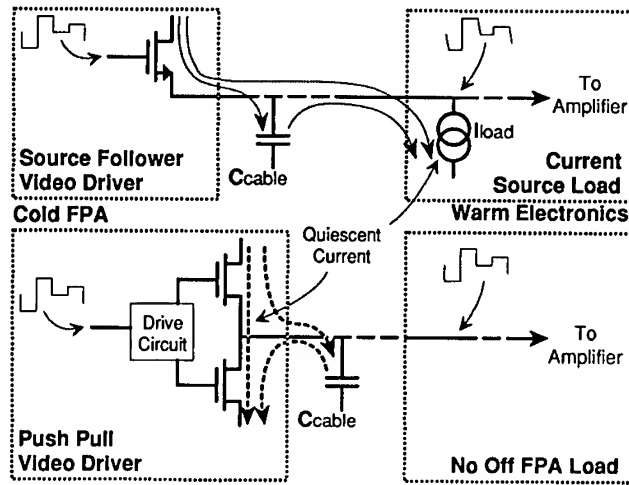 To
Amplifier
Iload
Source Follower
Video Driver
Ccable
Current
Source Load
Cold FPA
Warm Electronics
Quiescent
Current
Drive
Circuit
To
Amplifier
Ccable
Push Pull
Video Driver
No Off FPA Load